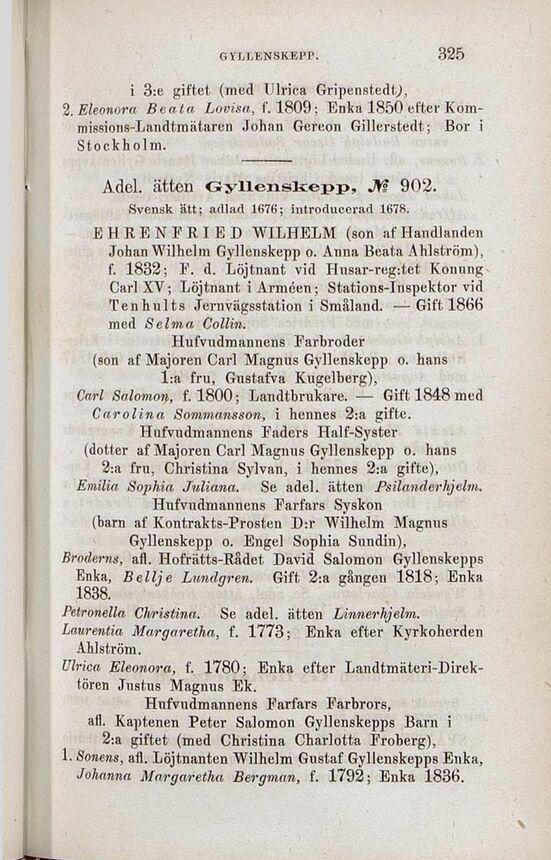 GYLLENSKEPP. 325
i 3:e giftet (med Ulrica Gripenstedt),
2. Eleonora Beata Lovisa, f. 1809; Enka 1850 efter Kom-
missions-Landtmätaren Johan Gereon Gillerstedt; Bor i
Stockholm.
Adel. ätten Gyllenskepp, № 902.
Svensk ätt; adlad 1676; introducerad 1678.
EHRENFRIED WILHELM (son af Handlanden
Johan Wilhelm Gyllenskepp o. Anna Beata Ahlström),
f. 1832; F. d. Löjtnant vid Husar-reg:tet Konung
Carl XV; Löjtnant i Arméen; Stations-Inspektor vid
Tenhults Jernvägsstation i Småland. — Gift 1866
med Selma Collin.
Hufvudmannens Farbroder
(son af Majoren Carl Magnus Gyllenskepp o. hans
1:a fru, Gustafva Kugelberg),
Carl Salomon, f. 1800; Landtbrukare. — Gift 1848 med
Carolina Sommansson, i hennes 2:a gifte.
Hufvudmannens Faders Half-Syster
(dotter af Majoren Carl Magnus Gyllenskepp o. hans
2:a fru, Christina Sylvan, i hennes 2:a gifte),
Emilia Sophia Juliana. Se adel. ätten Psilanderhjelm.
Hufvudmannens Farfars Syskon
(barn af Kontrakts-Prosten D:r Wilhelm Magnus
Gyllenskepp o. Engel Sophia Sundin),
Broderns, afl. Hofrätts-Rådet David Salomon Gyllenskepps
Enka, Bellje Lundgren. Gift 2:a gången 1818; Enka
1838.
Petronella Christina. Se adel. ätten Linnerhjelm.
Laurentia Margaretha, f. 1773; Enka efter Kyrkoherden
Ahlström.
Ulrica Eleonora, f. 1780; Enka efter Landtmäteri-Direk-
tören Justus Magnus Ek.
Hufvudmannens Farfars Farbrors,
afl. Kaptenen Peter Salomon Gyllenskepps Barn i
2:a giftet (med Christina Charlotta Froberg),
1. Sonens, afl. Löjtnanten Wilhelm Gustaf Gyllenskepps Enka,
Johanna Margaretha Bergman, f. 1792; Enka 1836.